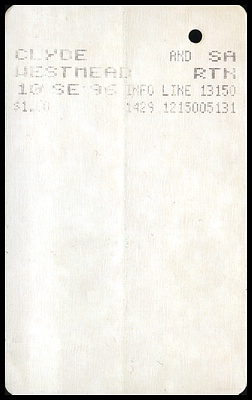 CLYDE AND SA
WESTMEAD RTN
10 SE 96 INFO LINE 13150
1429 1215005131